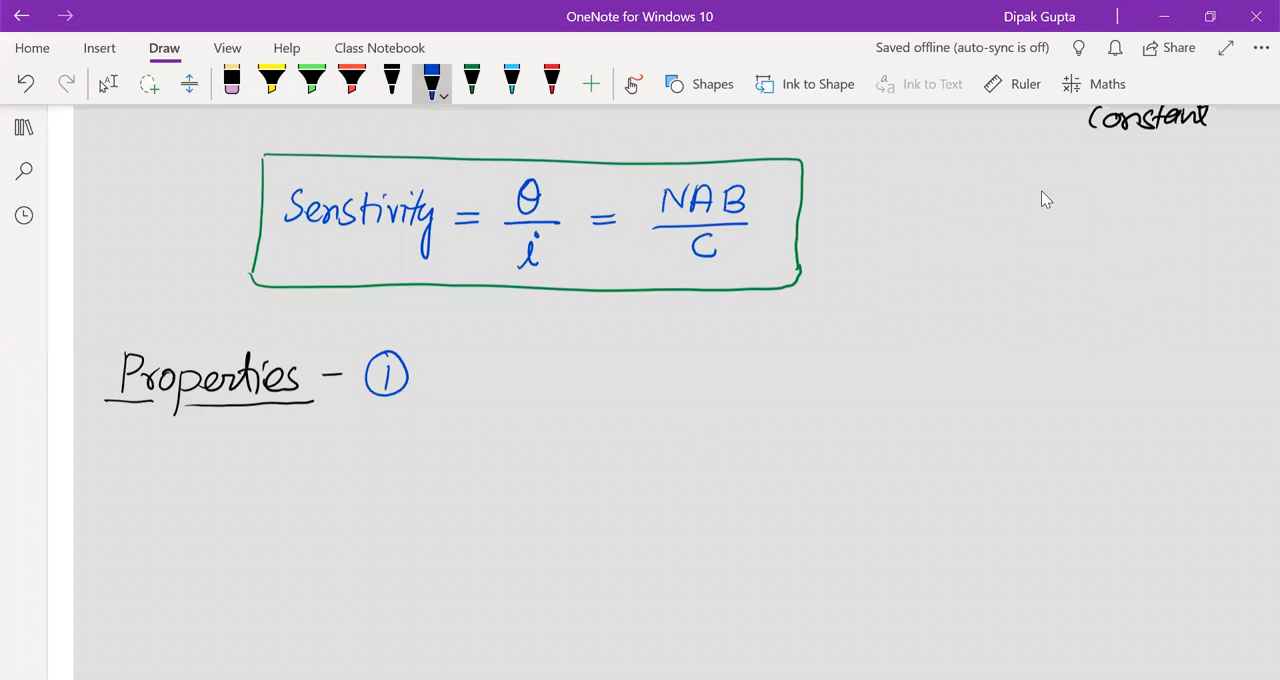 OneNote for Windows 10
Dipak Gupta
Home Insert Draw View Help Class Notebook
Saved offline (auto-sync is off) Share
Shapes Ink to Shape Ink to Text Ruler Maths
Constant
Senstivity = θ/i = NAB/C
Properties - ①